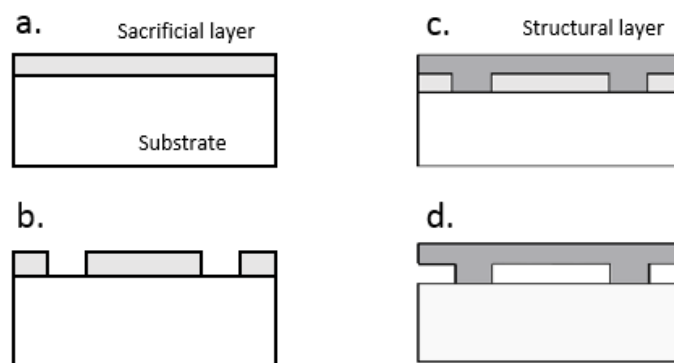 a.
Sacrificial layer
Substrate
b.
c.
Structural layer
d.